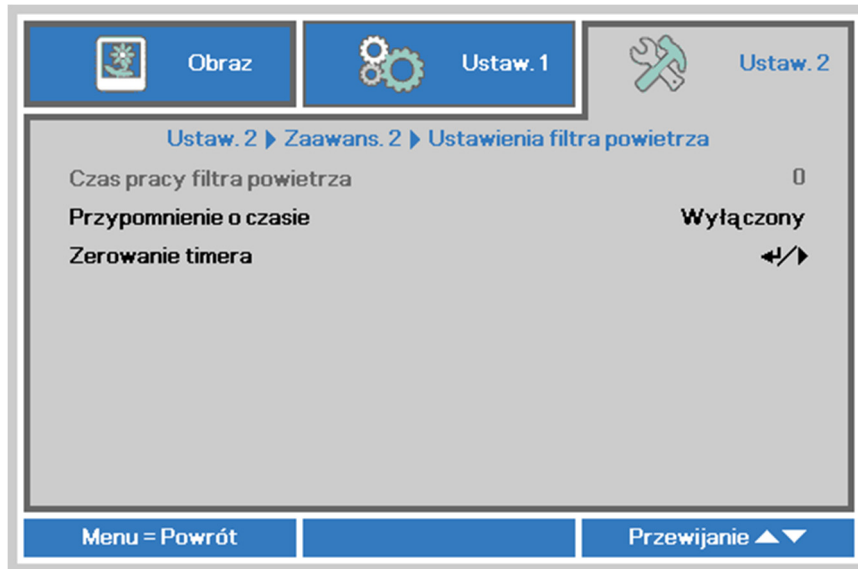 Obraz
Ustaw. 1
Ustaw. 2
Ustaw. 2 ▶ Zaawans. 2 ▶ Ustawienia filtra powietrza
Czas pracy filtra powietrza 0
Przypomnienie o czasie Wyłączony
Zerowanie timera ↵/▶
Menu = Powrót
Przewijanie ▲▼